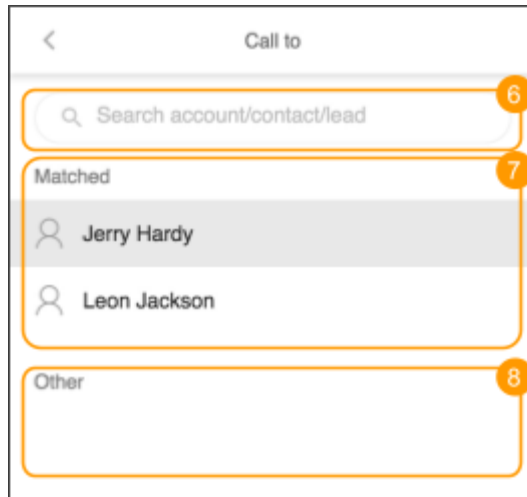 Call to
6
Search account/contact/lead
7
Matched
Jerry Hardy
Leon Jackson
8
Other